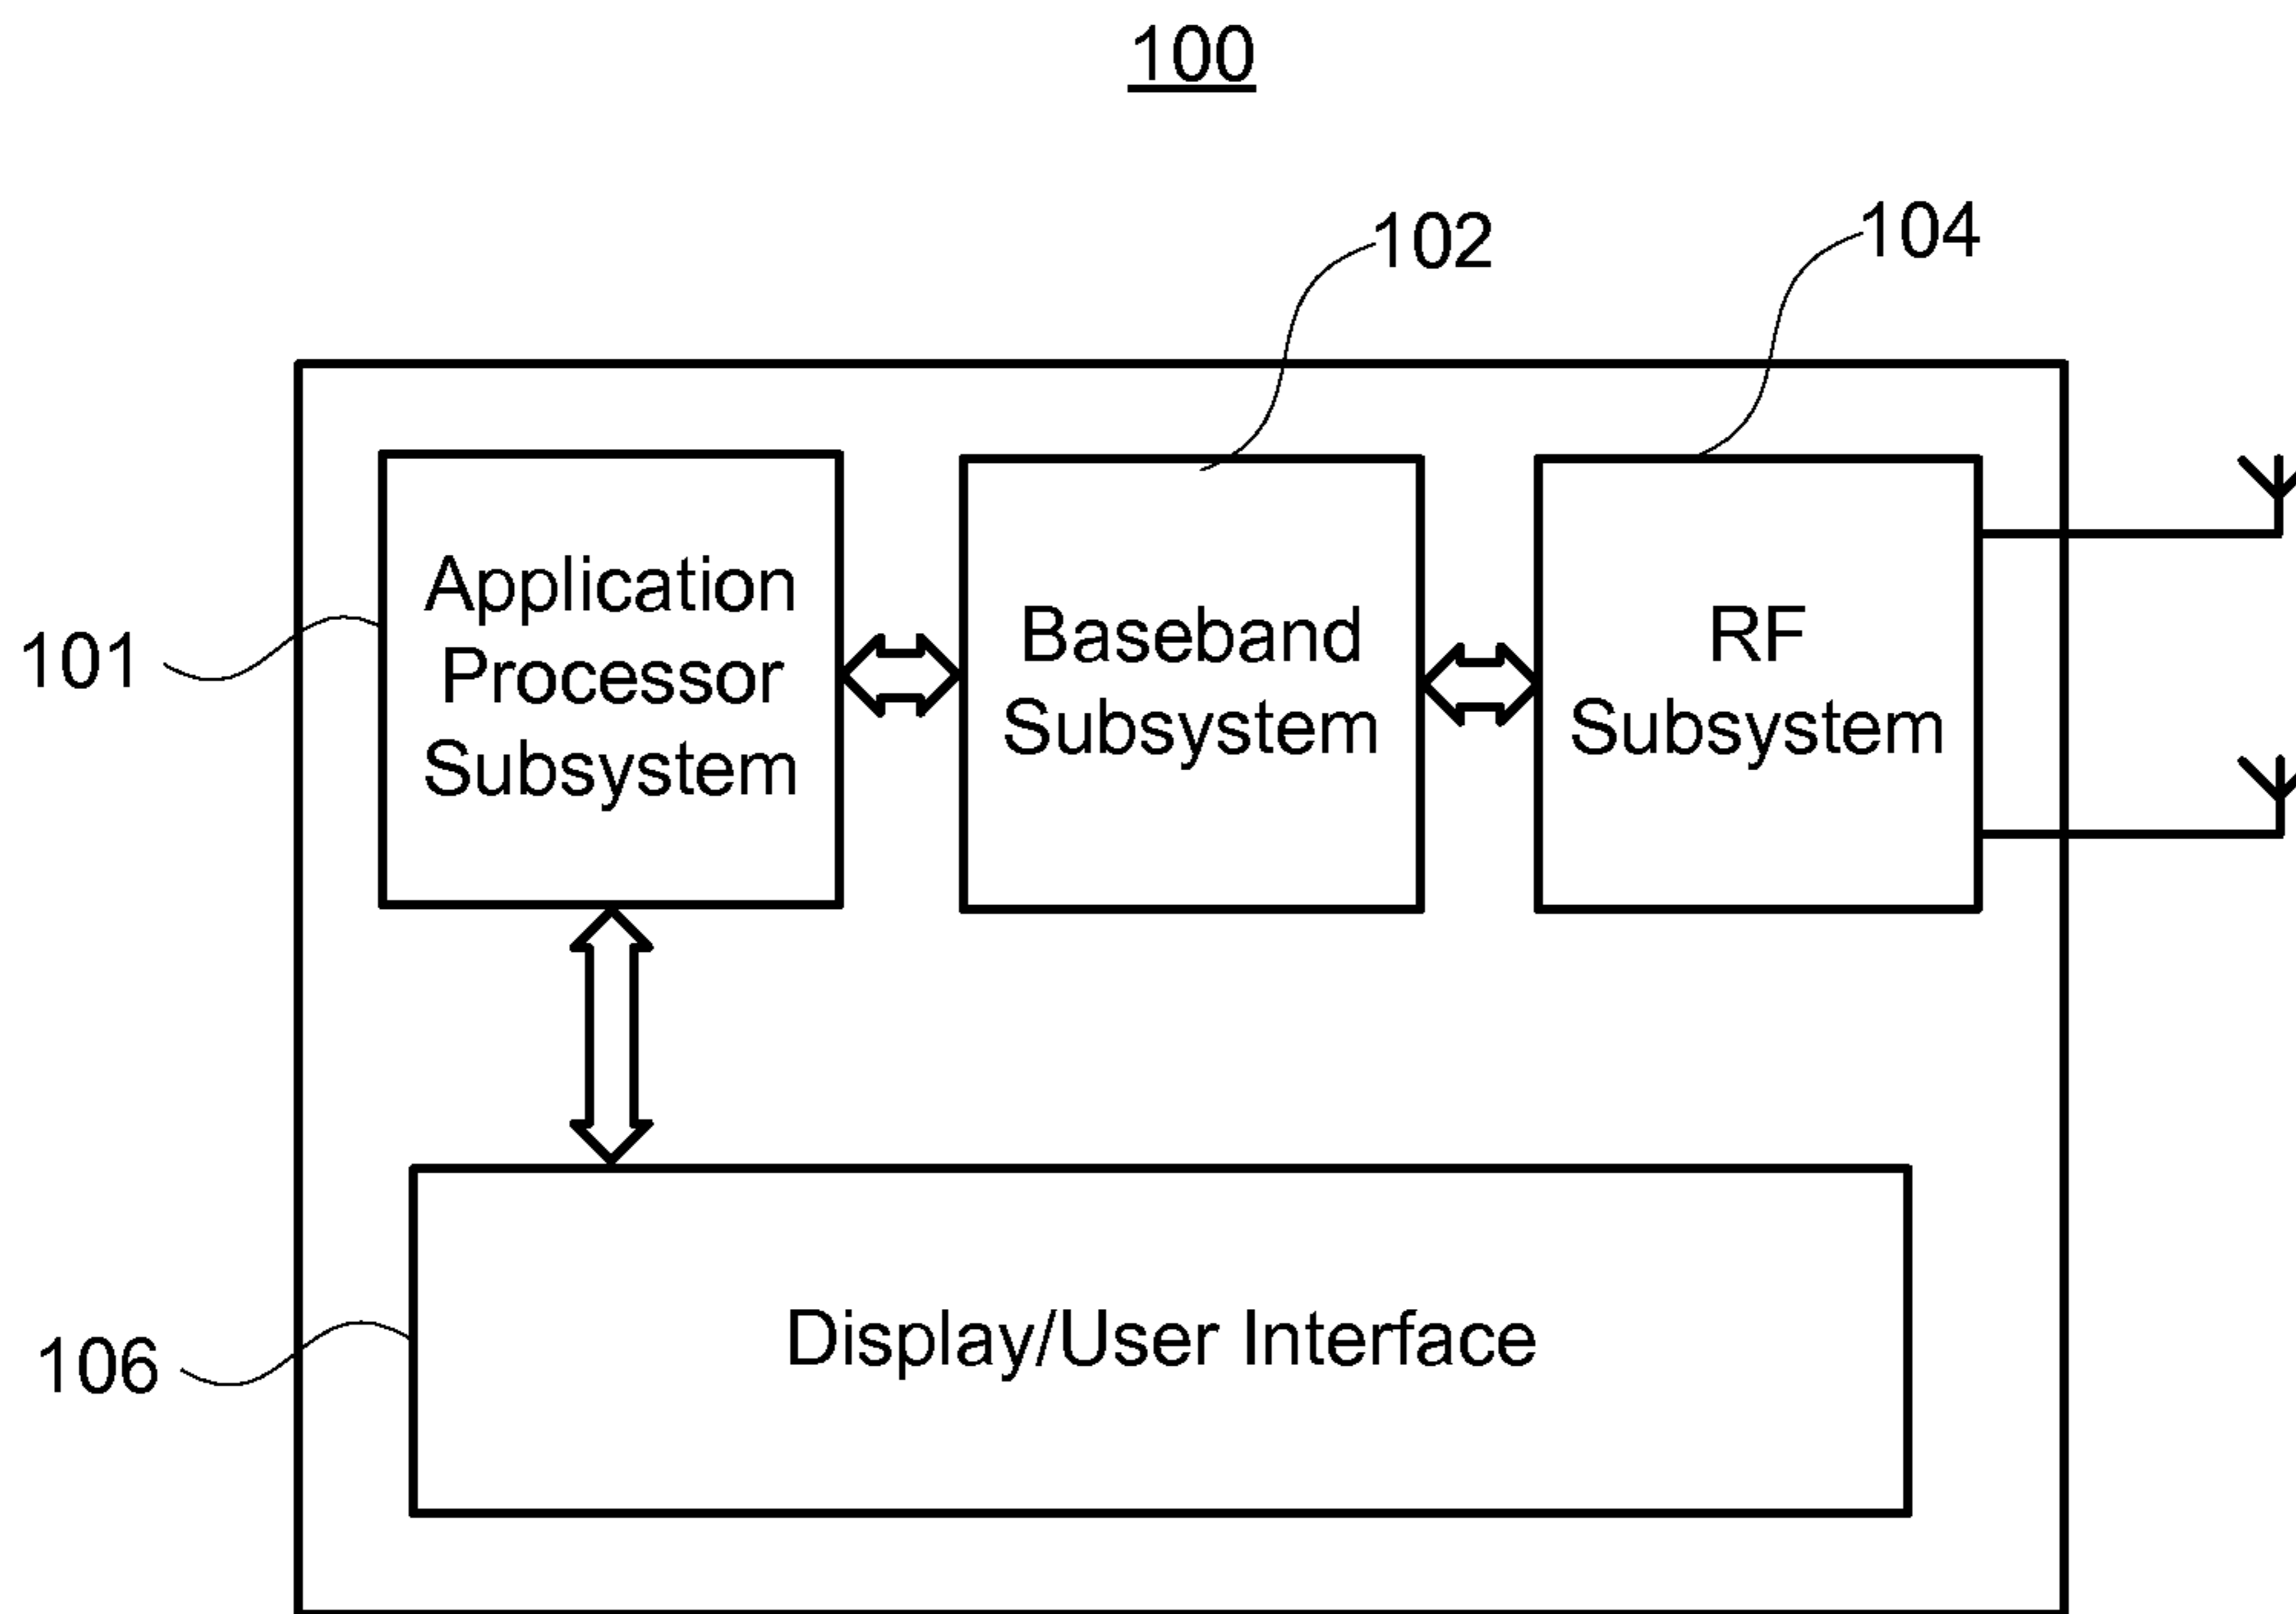 100
102
104
Application
Processor
Subsystem
Baseband
Subsystem
RF
Subsystem
101
Display/User Interface
106